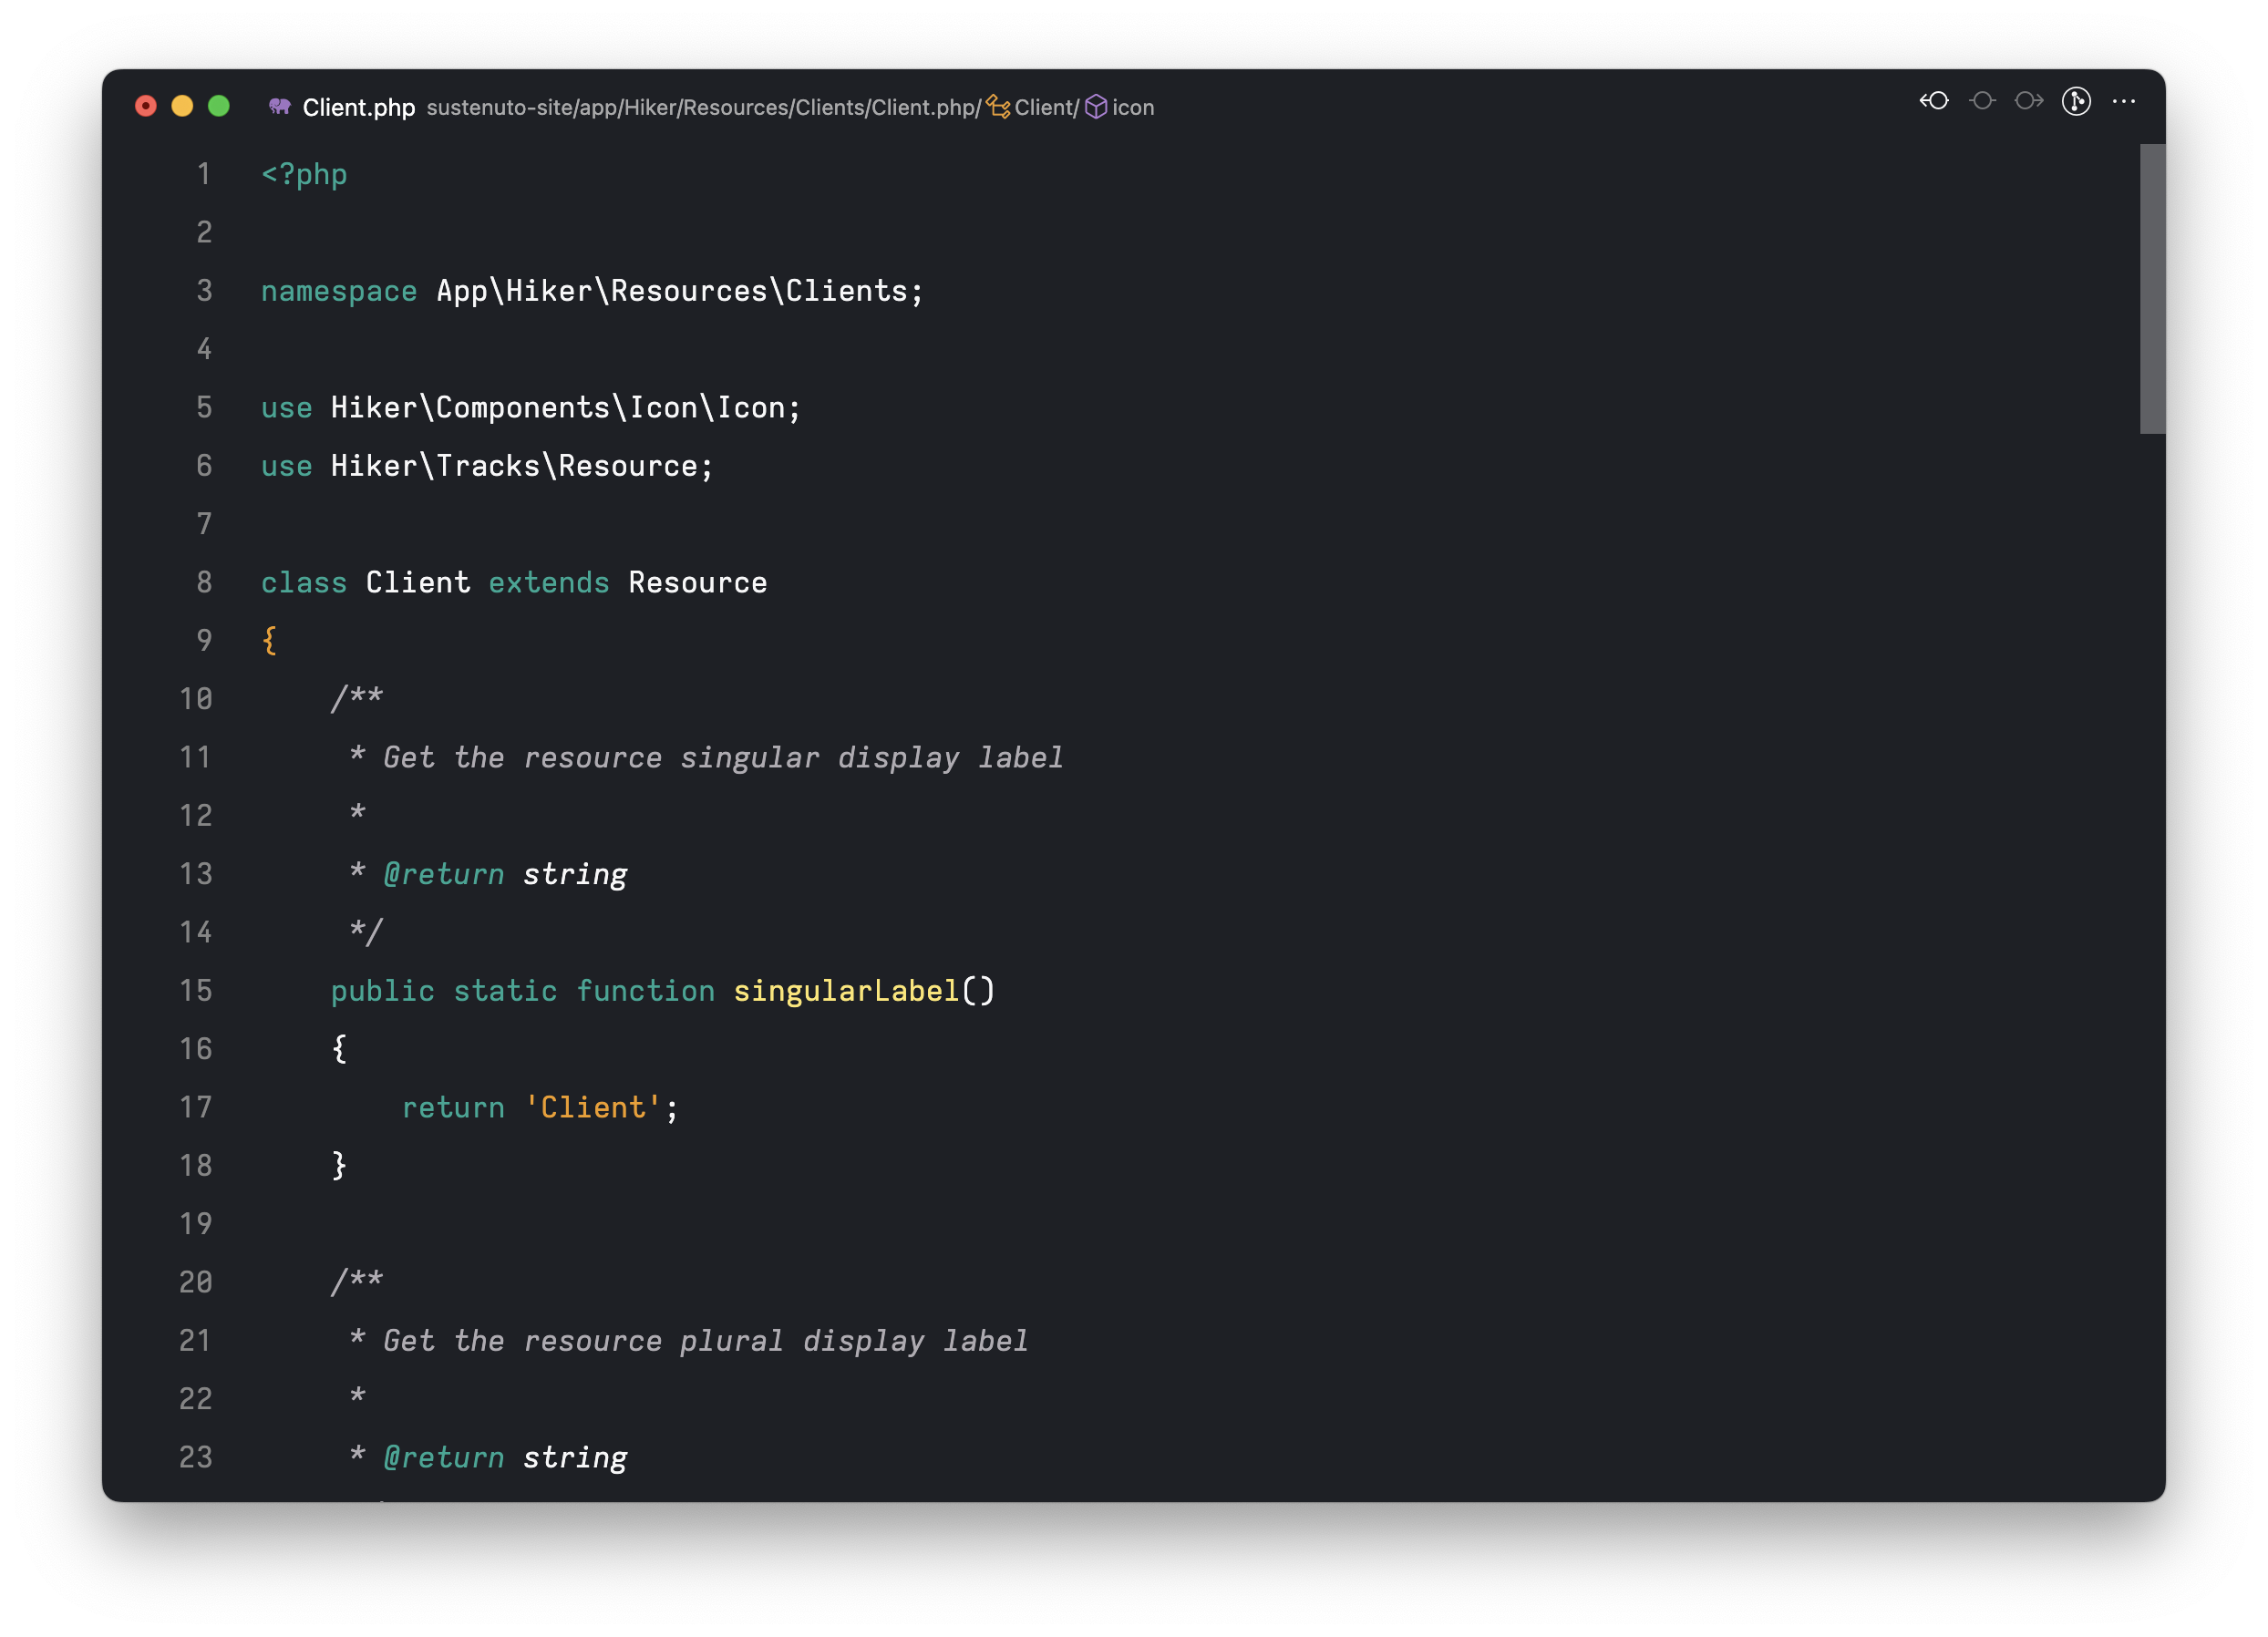 Client.php sustenuto-site/app/Hiker/Resources/Clients/Client.php/Client/icon
1 <?php
2
3 namespace App\Hiker\Resources\Clients;
4
5 use Hiker\Components\Icon\Icon;
6 use Hiker\Tracks\Resource;
7
8 class Client extends Resource
9 {
10     /**
11      * Get the resource singular display label
12      *
13      * @return string
14      */
15     public static function singularLabel()
16     {
17         return 'Client';
18     }
19
20     /**
21      * Get the resource plural display label
22      *
23      * @return string